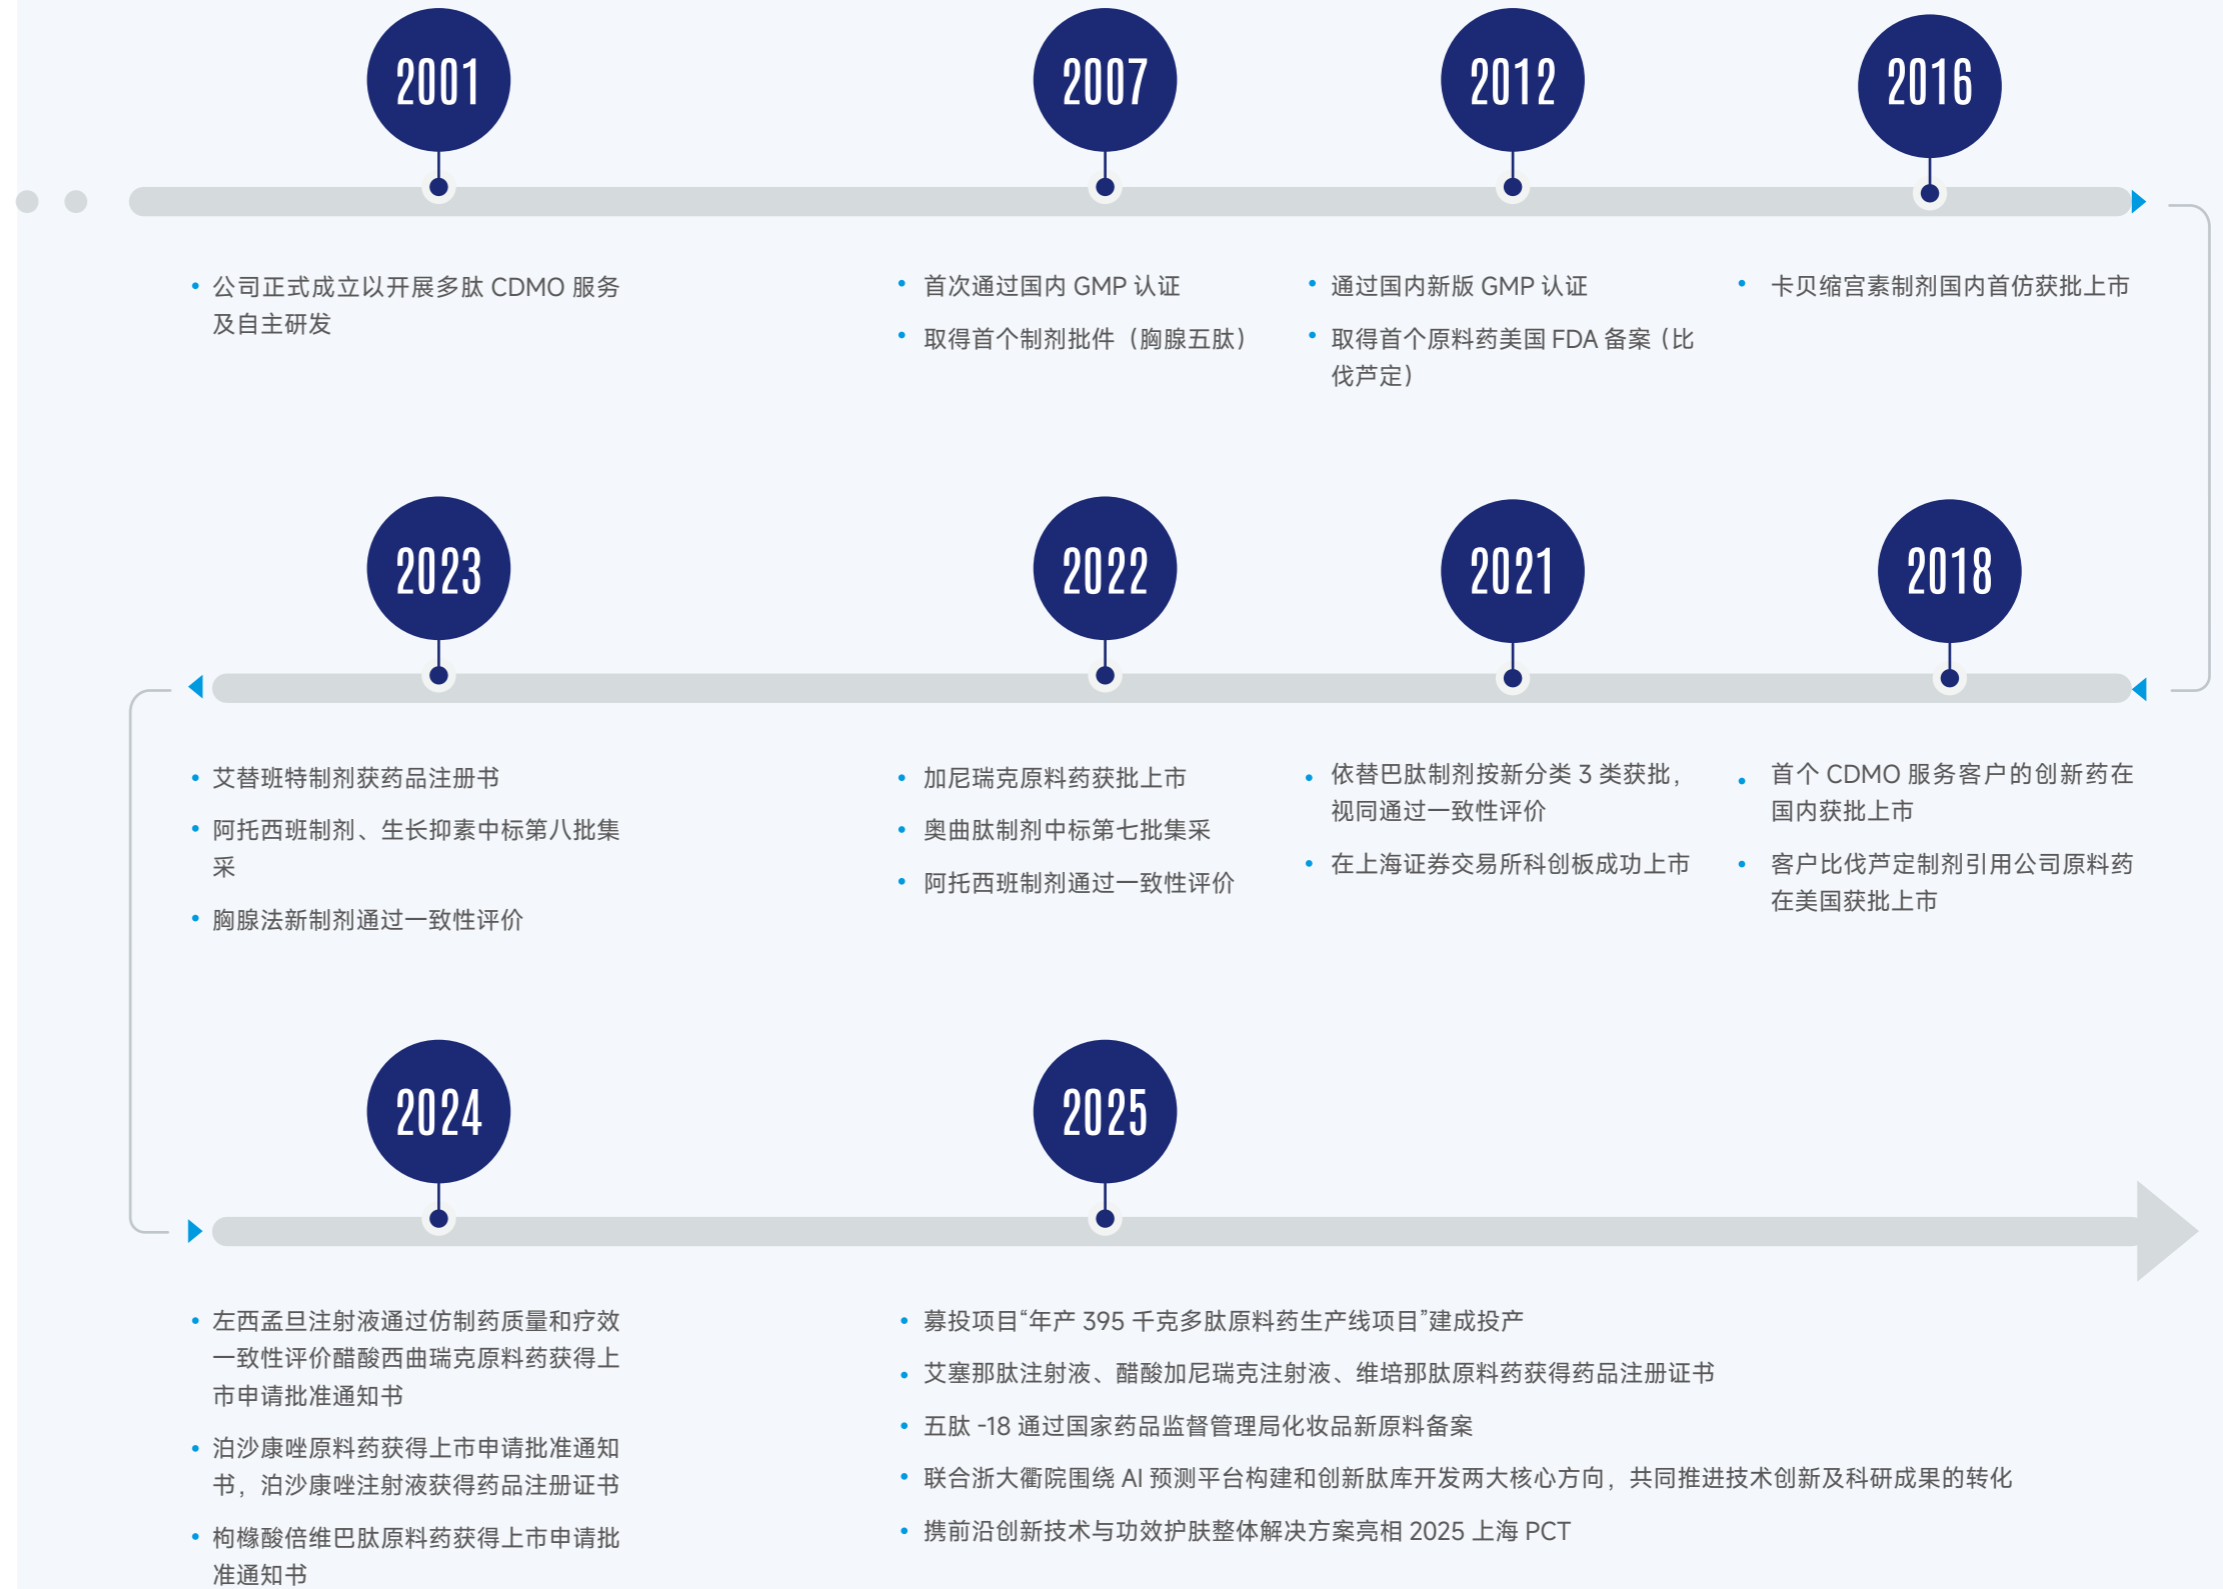 2001
公司正式成立以开展多肽 CDMO 服务
及自主研发
2007
首次通过国内 GMP 认证
取得首个制剂批件（胸腺五肽）
2012
通过国内新版 GMP 认证
取得首个原料药美国 FDA 备案（比
伐芦定）
2016
卡贝缩宫素制剂国内首仿获批上市
2018
首个 CDMO 服务客户的创新药在
国内获批上市
客户比伐芦定制剂引用公司原料药
在美国获批上市
2021
依替巴肽制剂按新分类 3 类获批，
视同通过一致性评价
在上海证券交易所科创板成功上市
2022
加尼瑞克原料药获批上市
奥曲肽制剂中标第七批集采
阿托西班制剂通过一致性评价
2023
艾替班特制剂获药品注册书
阿托西班制剂、生长抑素中标第八批集
采
胸腺法新制剂通过一致性评价
2024
左西孟旦注射液通过仿制药质量和疗效
一致性评价醋酸西曲瑞克原料药获得上
市申请批准通知书
泊沙康唑原料药获得上市申请批准通知
书，泊沙康唑注射液获得药品注册证书
枸橼酸倍维巴肽原料药获得上市申请批
准通知书
2025
募投项目“年产 395 千克多肽原料药生产线项目”建成投产
艾塞那肽注射液、醋酸加尼瑞克注射液、维培那肽原料药获得药品注册证书
五肽 -18 通过国家药品监督管理局化妆品新原料备案
联合浙大衢院围绕 AI 预测平台构建和创新肽库开发两大核心方向，共同推进技术创新及科研成果的转化
携前沿创新技术与功效护肤整体解决方案亮相 2025 上海 PCT